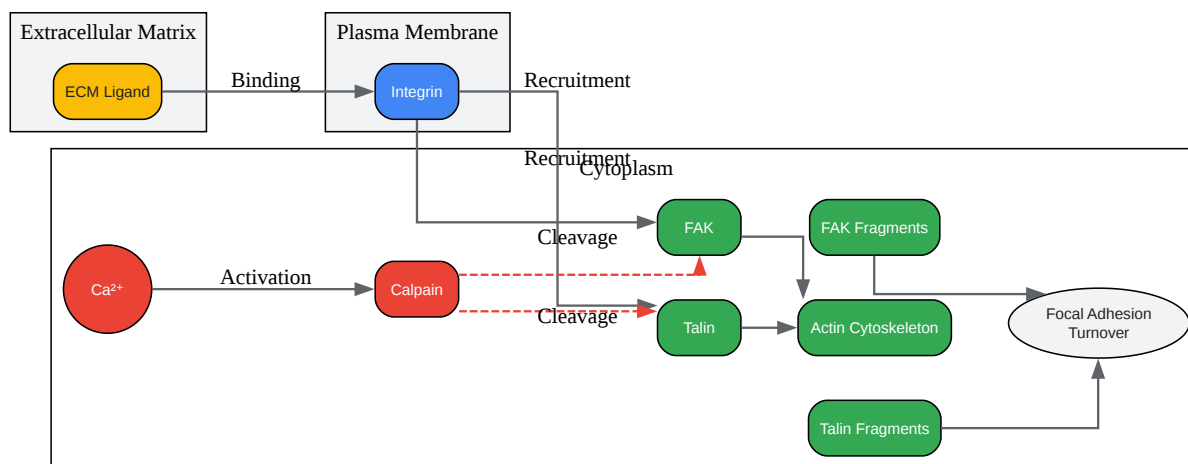 Extracellular Matrix
Plasma Membrane
ECM Ligand
Binding
Integrin
Recruitment
Recruitment
Cytoplasm
FAK
FAK Fragments
Cleavage
Activation
Ca²⁺
Calpain
Cleavage
Talin
Actin Cytoskeleton
Focal Adhesion
Turnover
Talin Fragments